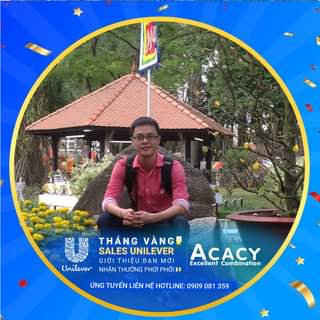 THÁNG VÀNG
SALES UNILEVER
GIỚI THIỆU BẠN MỚI
NHẬN THƯỞNG PHƠI PHỚI
Unilever
ACACY
Excellent Combination
ỨNG TUYỂN LIÊN HỆ HOTLINE: 0909 081 359